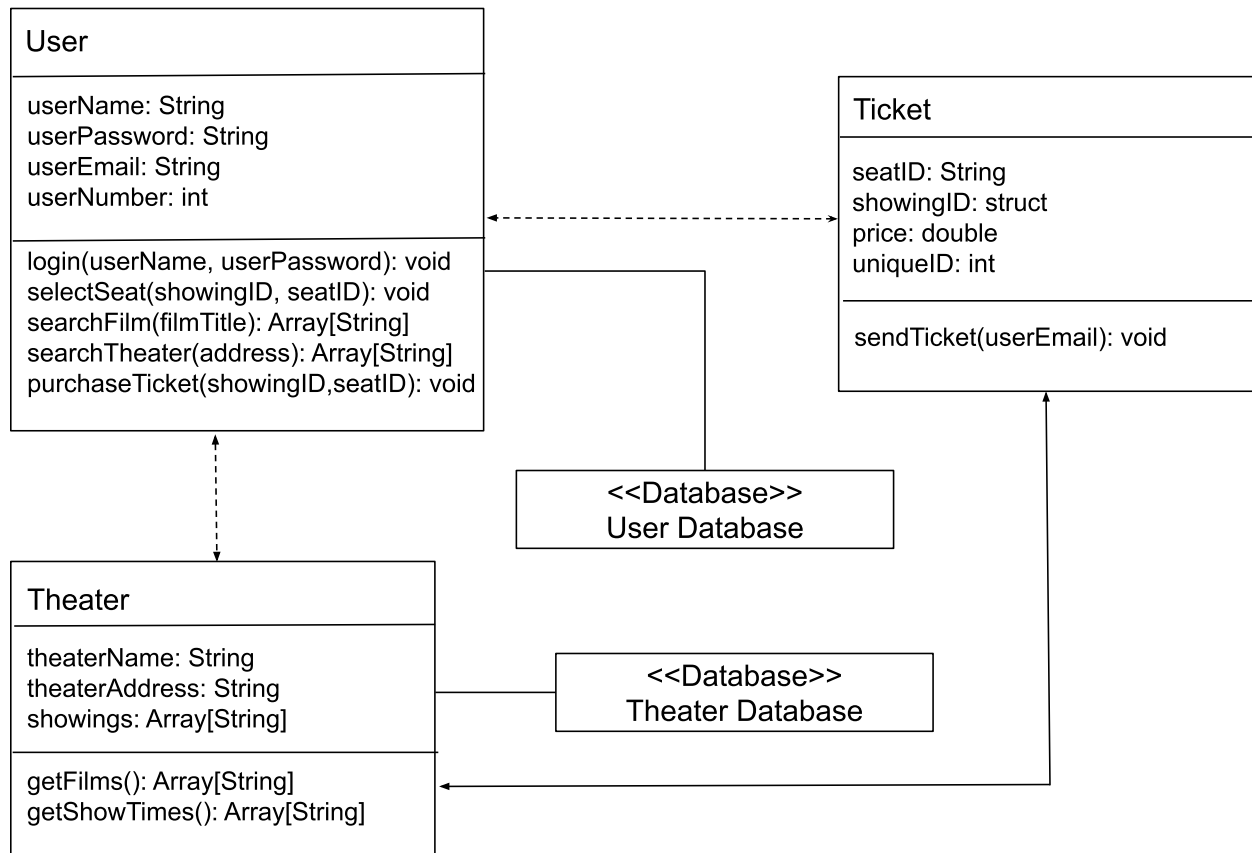 User
userName: String
userPassword: String
userEmail: String
userNumber: int
login(userName, userPassword): void
selectSeat(showingID, seatID): void
searchFilm(filmTitle): Array[String]
searchTheater(address): Array[String]
purchaseTicket(showingID,seatID): void
Ticket
seatID: String
showingID: struct
price: double
uniqueID: int
sendTicket(userEmail): void
<<Database>>
User Database
Theater
theaterName: String
theaterAddress: String
showings: Array[String]
getFilms(): Array[String]
getShowTimes(): Array[String]
<<Database>>
Theater Database